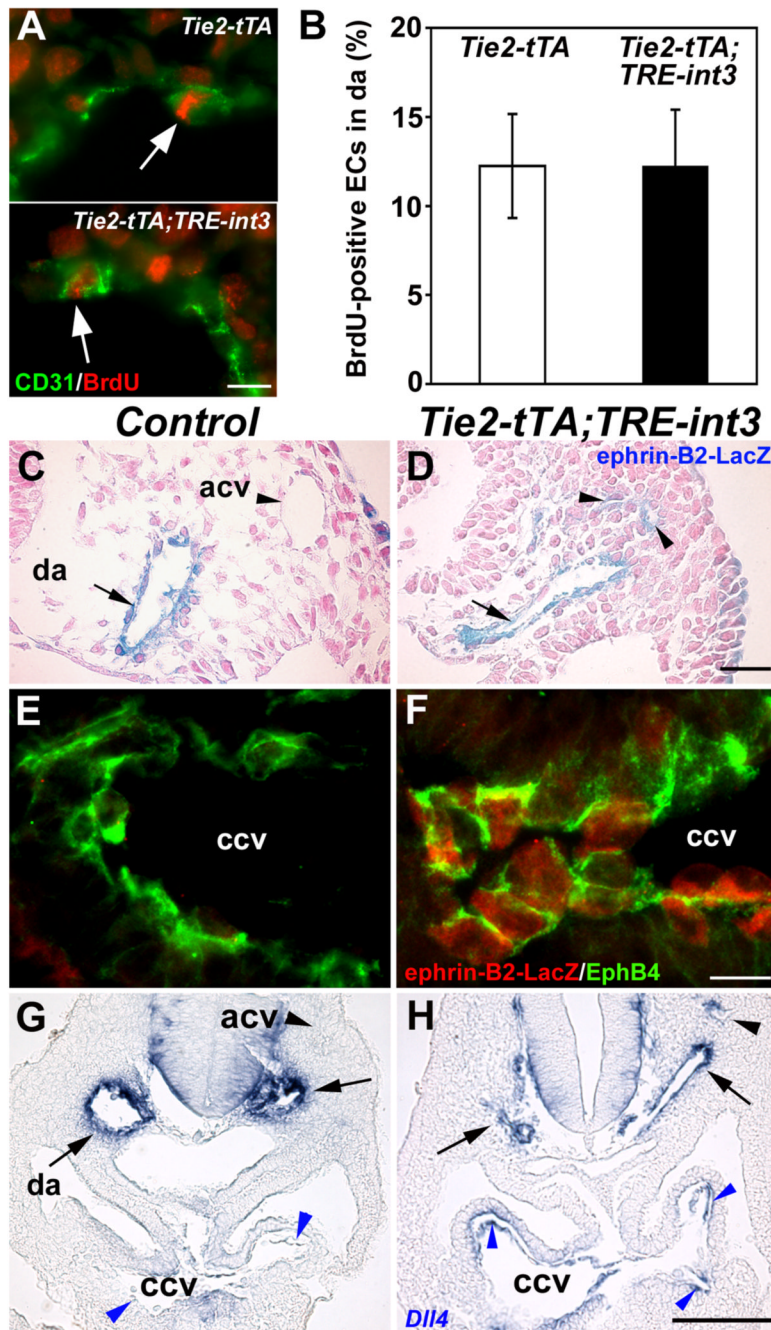 A
Tie2-tTA
Tie2-tTA;TRE-int3
CD31/BrdU
B
BrdU-positive ECs in da (%)
20
15
10
5
0
Tie2-tTA
Tie2-tTA;
TRE-int3
Control
Tie2-tTA;TRE-int3
C
acv
da
D
ephrin-B2-LacZ
E
ccv
F
ccv
ephrin-B2-LacZ/EphB4
G
acv
da
ccv
H
ccv
Dll4